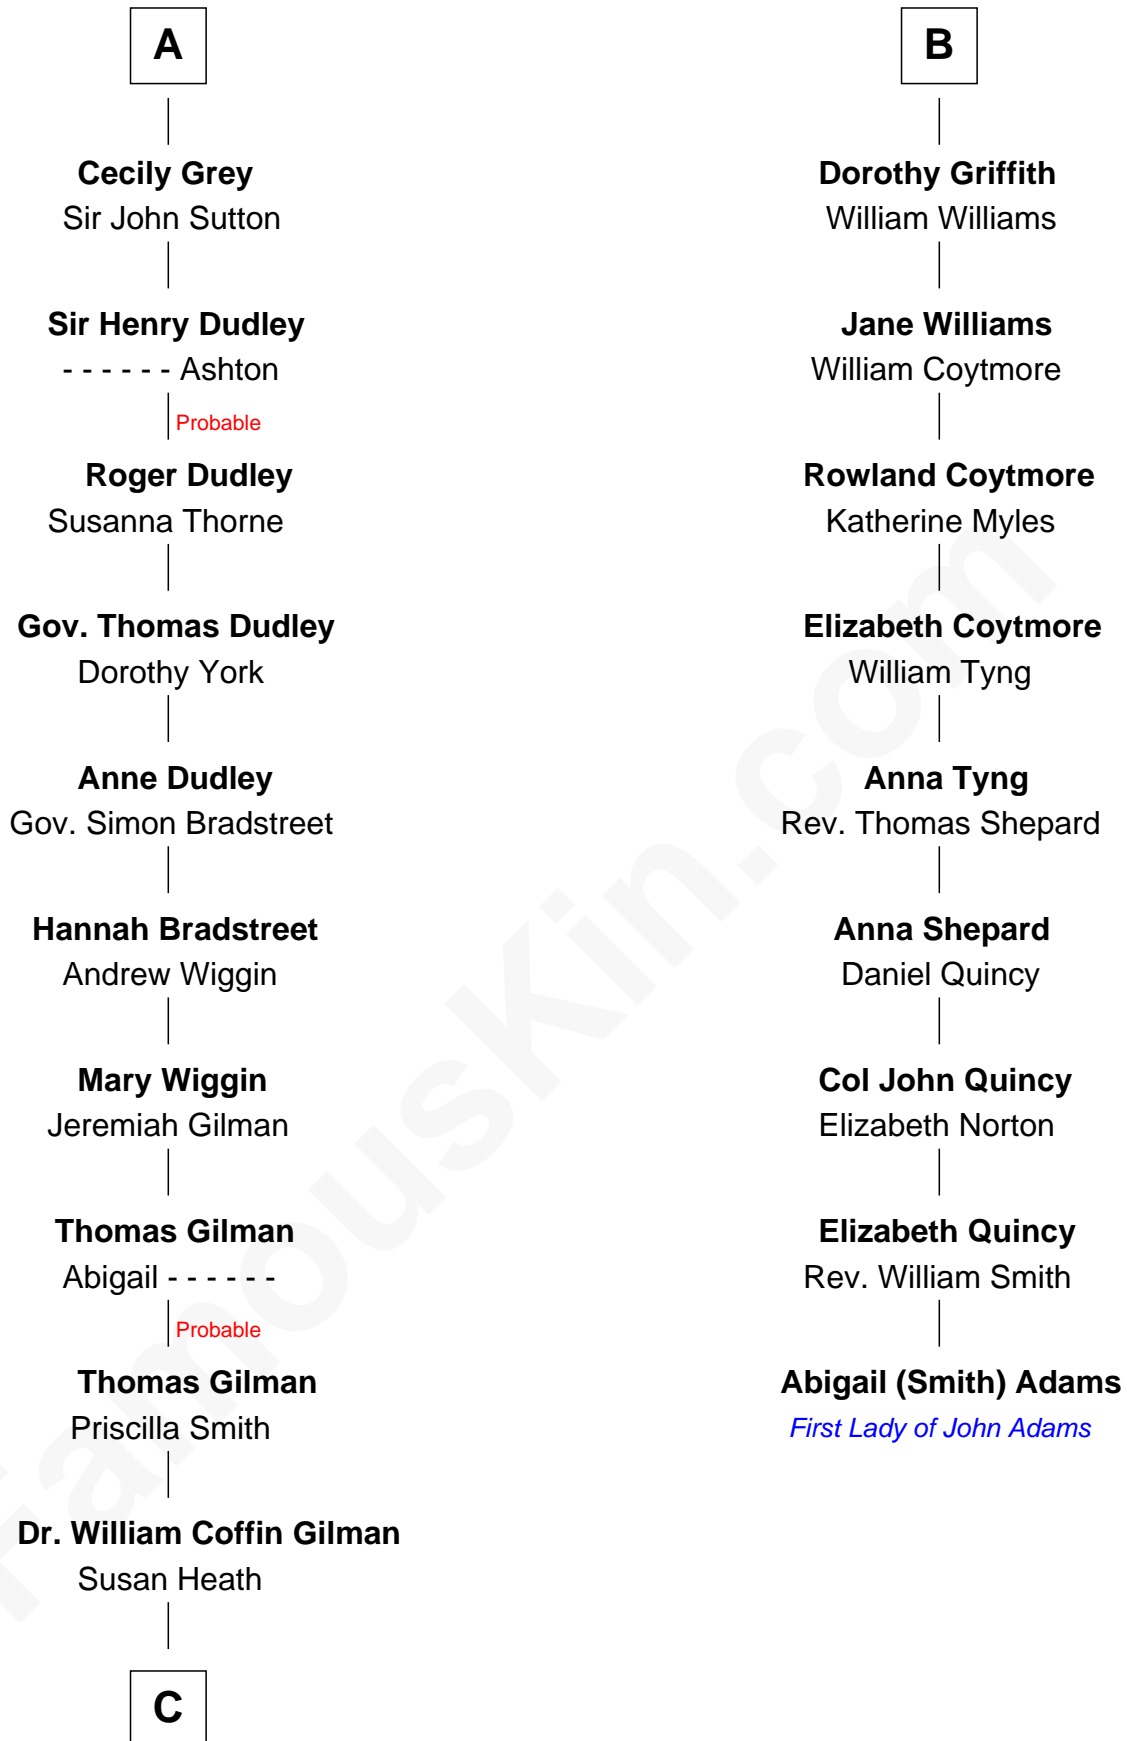 A
Cecily Grey
Sir John Sutton
Sir Henry Dudley
- - - - - - Ashton
Probable
Roger Dudley
Susanna Thorne
Gov. Thomas Dudley
Dorothy York
Anne Dudley
Gov. Simon Bradstreet
Hannah Bradstreet
Andrew Wiggin
Mary Wiggin
Jeremiah Gilman
Thomas Gilman
Abigail - - - - - -
Probable
Thomas Gilman
Priscilla Smith
Dr. William Coffin Gilman
Susan Heath
C
B
Dorothy Griffith
William Williams
Jane Williams
William Coytmore
Rowland Coytmore
Katherine Myles
Elizabeth Coytmore
William Tyng
Anna Tyng
Rev. Thomas Shepard
Anna Shepard
Daniel Quincy
Col John Quincy
Elizabeth Norton
Elizabeth Quincy
Rev. William Smith
Abigail (Smith) Adams
First Lady of John Adams
FamousKin.com